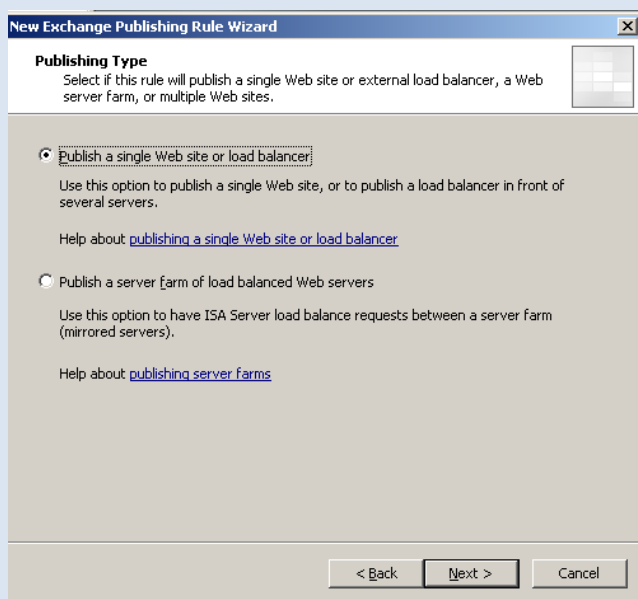 New Exchange Publishing Rule Wizard
Publishing Type
Select if this rule will publish a single Web site or external load balancer, a Web
server farm, or multiple Web sites.
Publish a single Web site or load balancer
Use this option to publish a single Web site, or to publish a load balancer in front of
several servers.
Help about publishing a single Web site or load balancer
Publish a server farm of load balanced Web servers
Use this option to have ISA Server load balance requests between a server farm
(mirrored servers).
Help about publishing server farms
< Back Next > Cancel